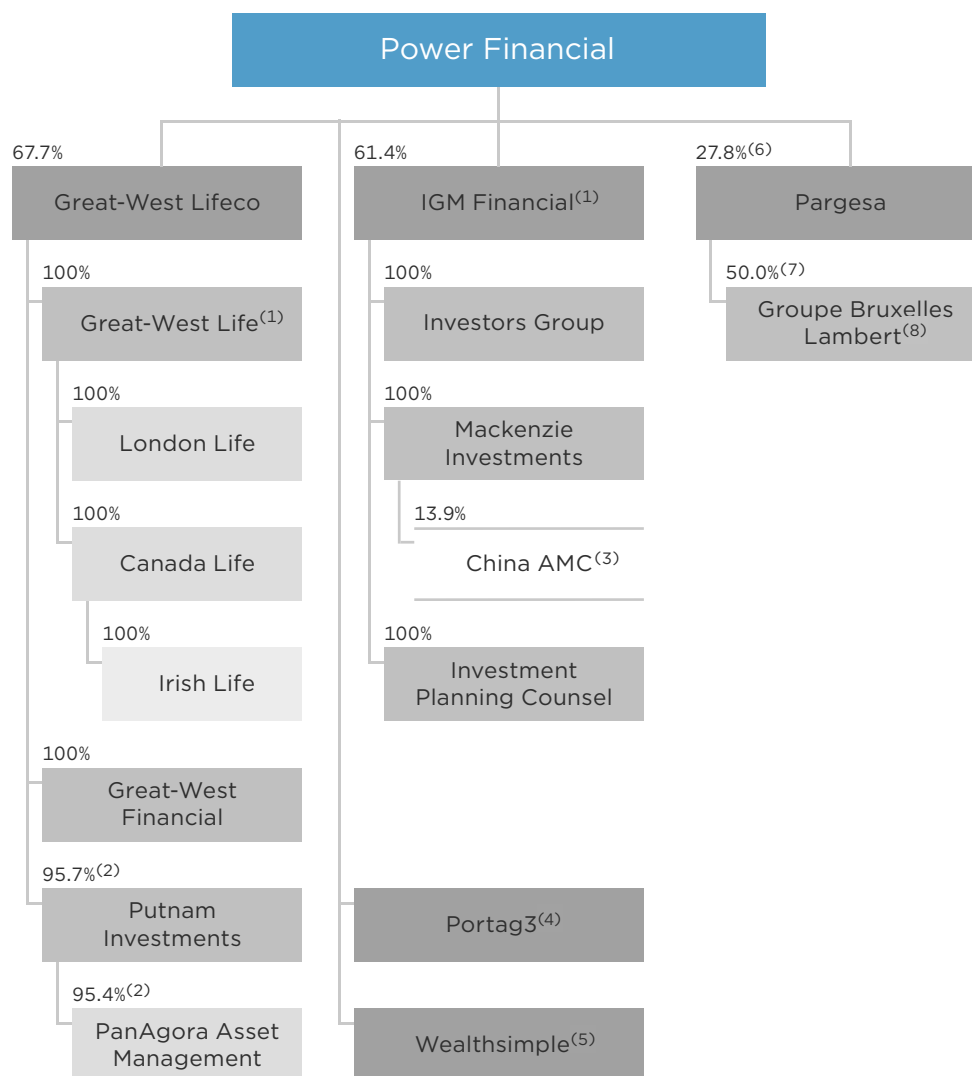 Power Financial
67.7%
Great-West Lifeco
100%
Great-West Life(1)
100%
London Life
100%
Canada Life
100%
Irish Life
100%
Great-West
Financial
95.7%(2)
Putnam
Investments
95.4%(2)
PanAgora Asset
Management
61.4%
IGM Financial(1)
100%
Investors Group
100%
Mackenzie
Investments
13.9%
China AMC(3)
100%
Investment
Planning Counsel
Portag3(4)
Wealthsimple(5)
27.8%(6)
Pargesa
50.0%(7)
Groupe Bruxelles
Lambert(8)